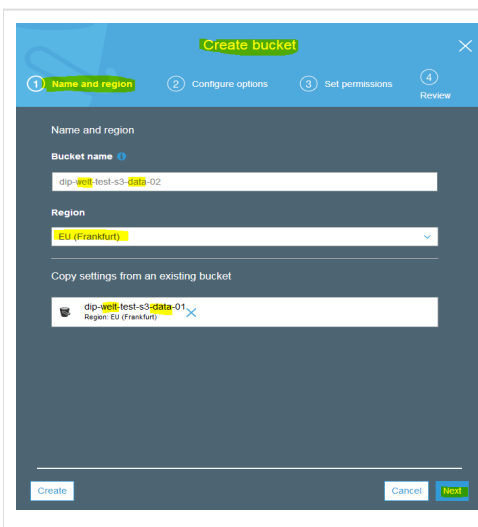 Create bucket
1 Name and region 2 Configure options 3 Set permissions 4 Review
Name and region
Bucket name
dip-welt-test-s3-data-02
Region
EU (Frankfurt)
Copy settings from an existing bucket
dip-welt-test-s3-data-01
Region: EU (Frankfurt)
Create Cancel Next